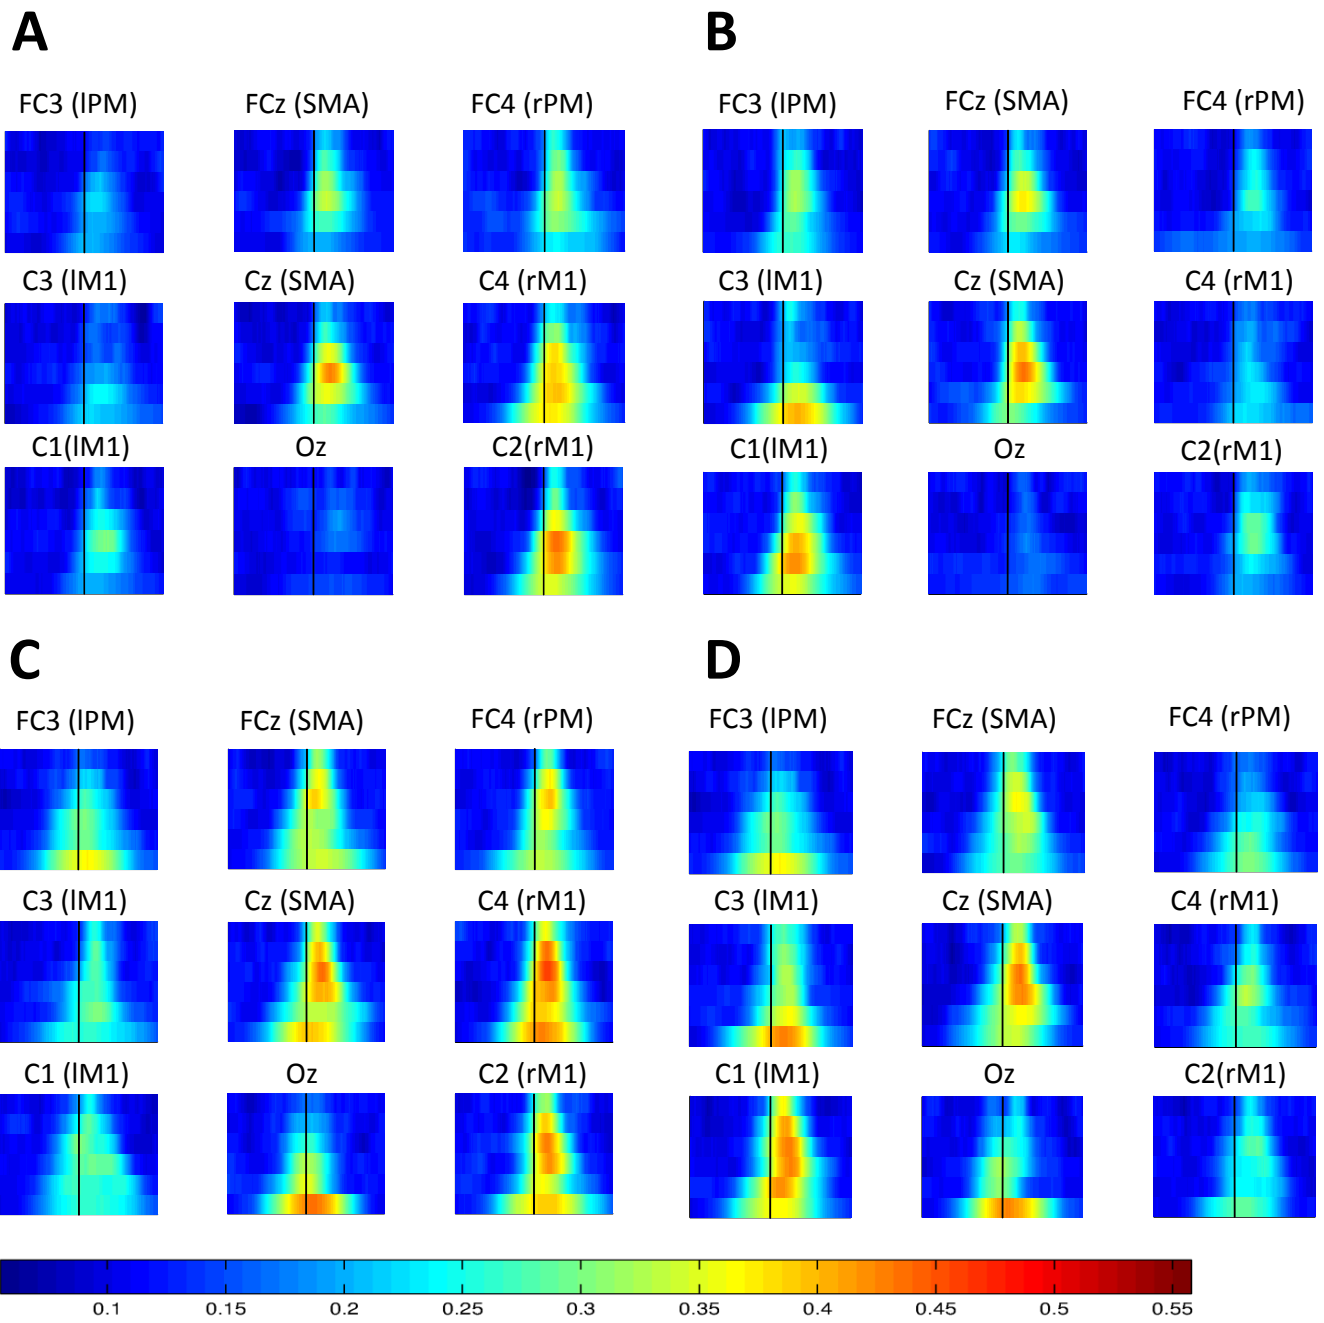 A
B
FC3 (lPM)
FCz (SMA)
FC4 (rPM)
FC3 (lPM)
FCz (SMA)
FC4 (rPM)
C3 (lM1)
Cz (SMA)
C4 (rM1)
C3 (lM1)
Cz (SMA)
C4 (rM1)
C1(lM1)
Oz
C2(rM1)
C1(lM1)
Oz
C2(rM1)
C
D
FC3 (lPM)
FCz (SMA)
FC4 (rPM)
FC3 (lPM)
FCz (SMA)
FC4 (rPM)
C3 (lM1)
Cz (SMA)
C4 (rM1)
C3 (lM1)
Cz (SMA)
C4 (rM1)
C1 (lM1)
Oz
C2 (rM1)
C1 (lM1)
Oz
C2(rM1)
0.1 0.15 0.2 0.25 0.3 0.35 0.4 0.45 0.5 0.55